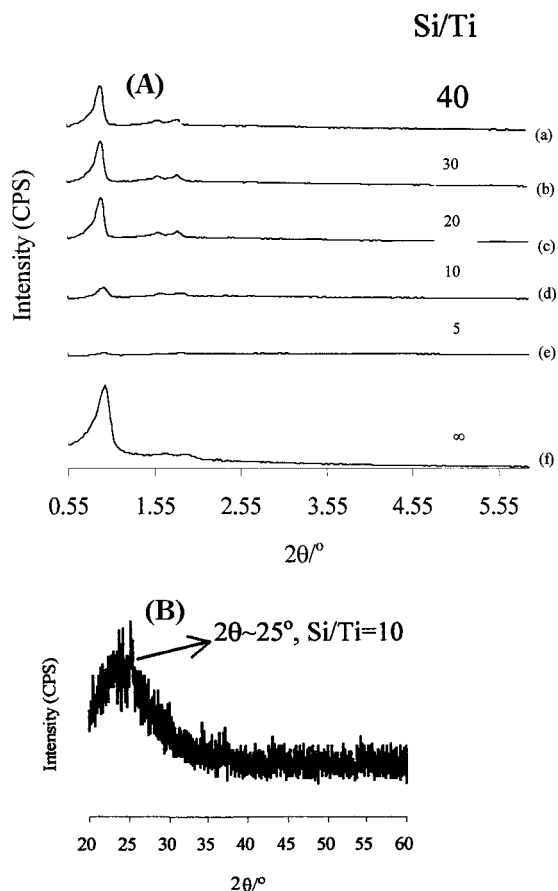 Si/Ti
(A)
40
(a)
30
(b)
20
(c)
10
(d)
5
(e)
∞
(f)
Intensity (CPS)
0.55 1.55 2.55 3.55 4.55 5.55
2θ/°
(B)
2θ~25°, Si/Ti=10
Intensity (CPS)
20 25 30 35 40 45 50 55 60
2θ/°